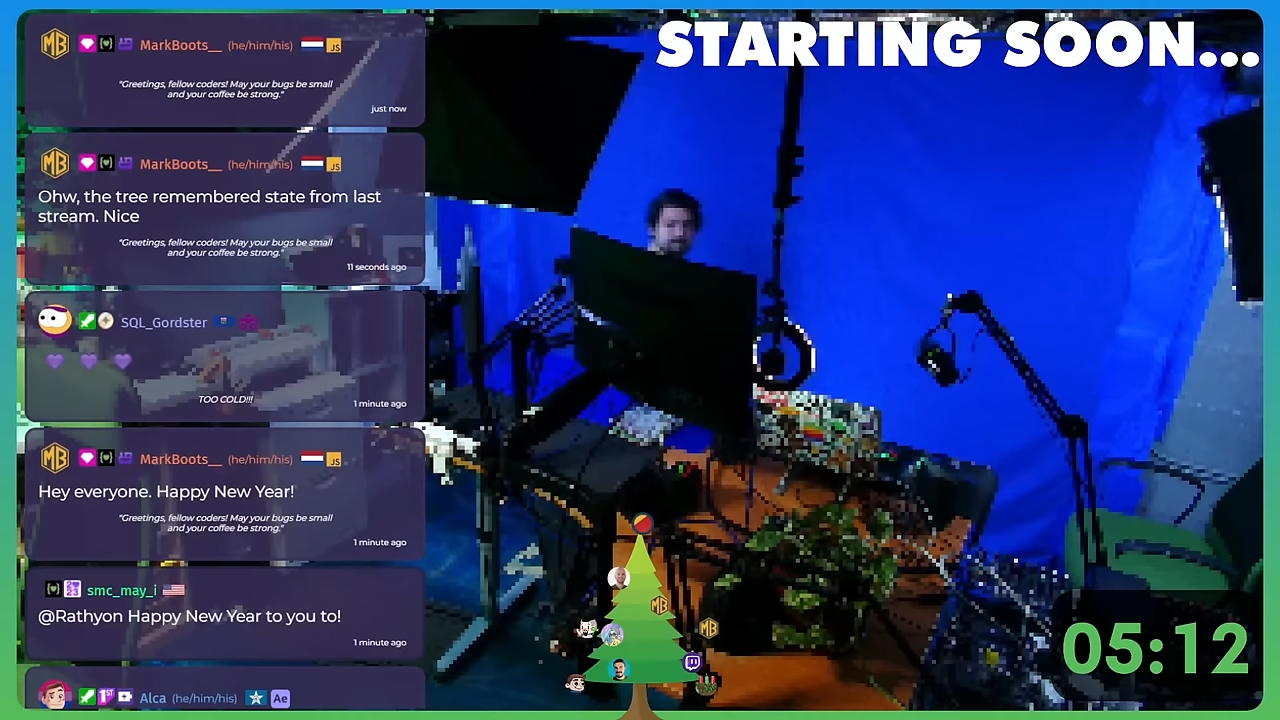 STARTING SOON...
MarkBoots__ (he/him/his) JS
"Greetings, fellow coders! May your bugs be small
and your coffee be strong."
just now
MarkBoots__ (he/him/his) JS
Ohw, the tree remembered state from last
stream. Nice
"Greetings, fellow coders! May your bugs be small
and your coffee be strong."
11 seconds ago
SQL_Gordster
TOO COLD!!!
1 minute ago
MarkBoots__ (he/him/his) JS
Hey everyone. Happy New Year!
"Greetings, fellow coders! May your bugs be small
and your coffee be strong."
1 minute ago
smc_may_i
@Rathyon Happy New Year to you to!
1 minute ago
Alca (he/him/his) Ae
MB
MB
05:12